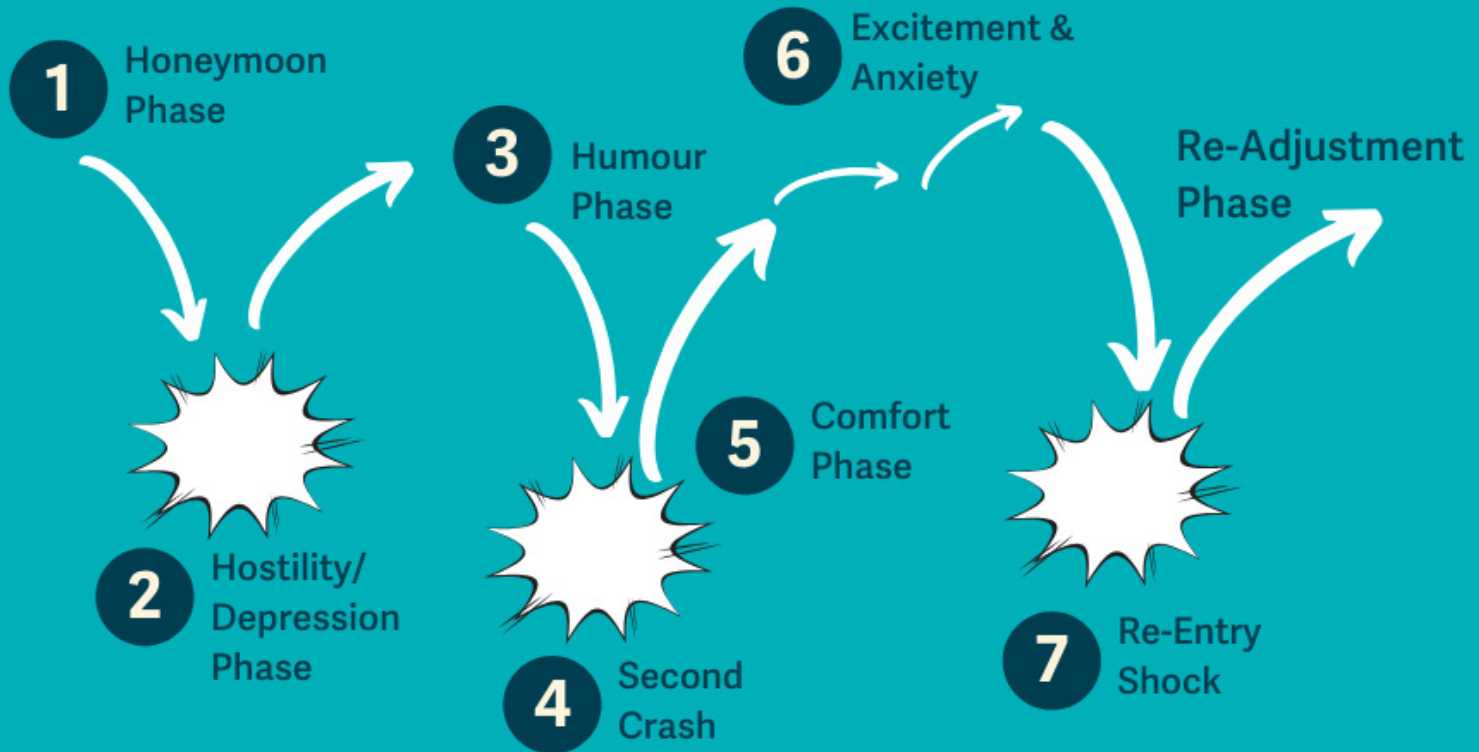 1
Honeymoon
Phase
2
Hostility/
Depression
Phase
3
Humour
Phase
4
Second
Crash
5
Comfort
Phase
6
Excitement &
Anxiety
7
Re-Entry
Shock
Re-Adjustment
Phase